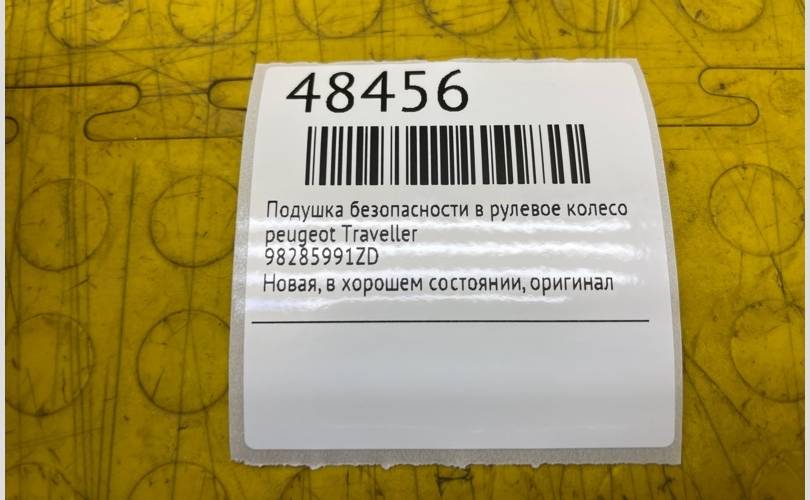 48456
Подушка безопасности в рулевое колесо
peugeot Traveller
98285991ZD
Новая, в хорошем состоянии, оригинал